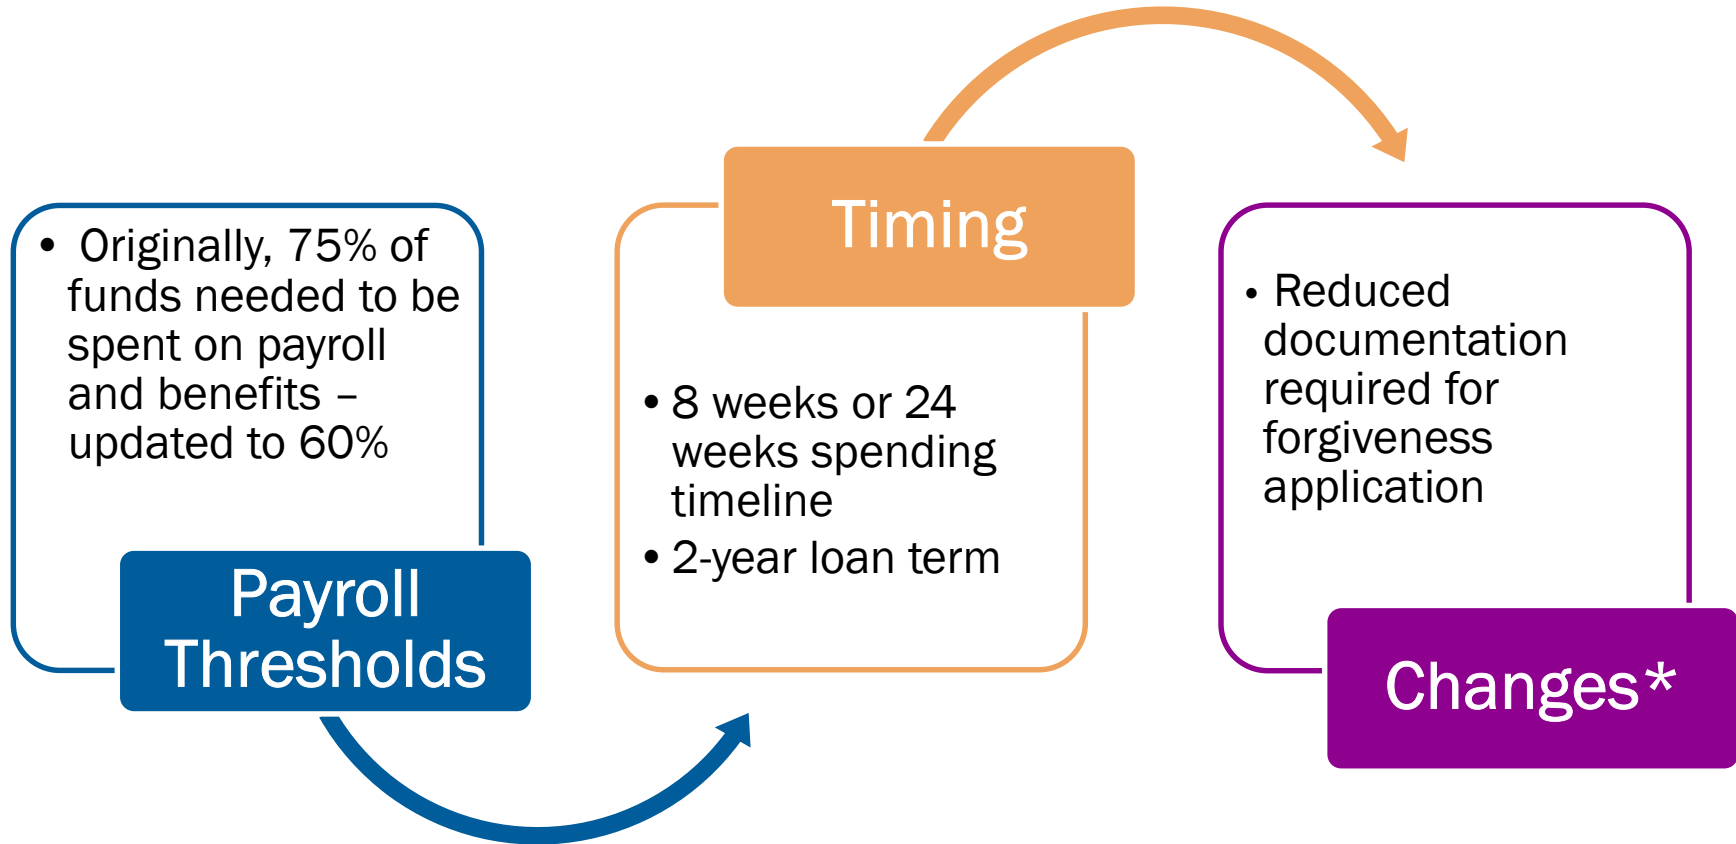 • Originally, 75% of
funds needed to be
spent on payroll
and benefits –
updated to 60%
Payroll
Thresholds
Timing
• 8 weeks or 24
weeks spending
timeline
• 2-year loan term
• Reduced
documentation
required for
forgiveness
application
Changes*